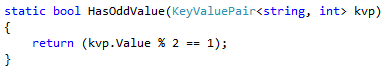 static bool HasOddValue(KeyValuePair<string, int> kvp)
{
    return (kvp.Value % 2 == 1);
}